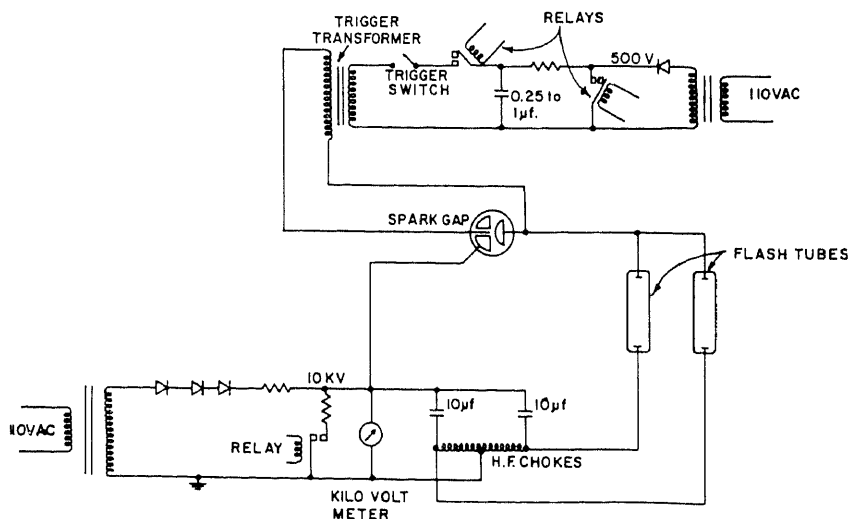 RELAYS
TRIGGER
TRANSFORMER
TRIGGER
SWITCH
500 V
0.25 to
1μf.
110VAC
SPARK GAP
FLASH TUBES
10 KV
10μf
10μf
110VAC
RELAY
H.F. CHOKES
KILO VOLT
METER